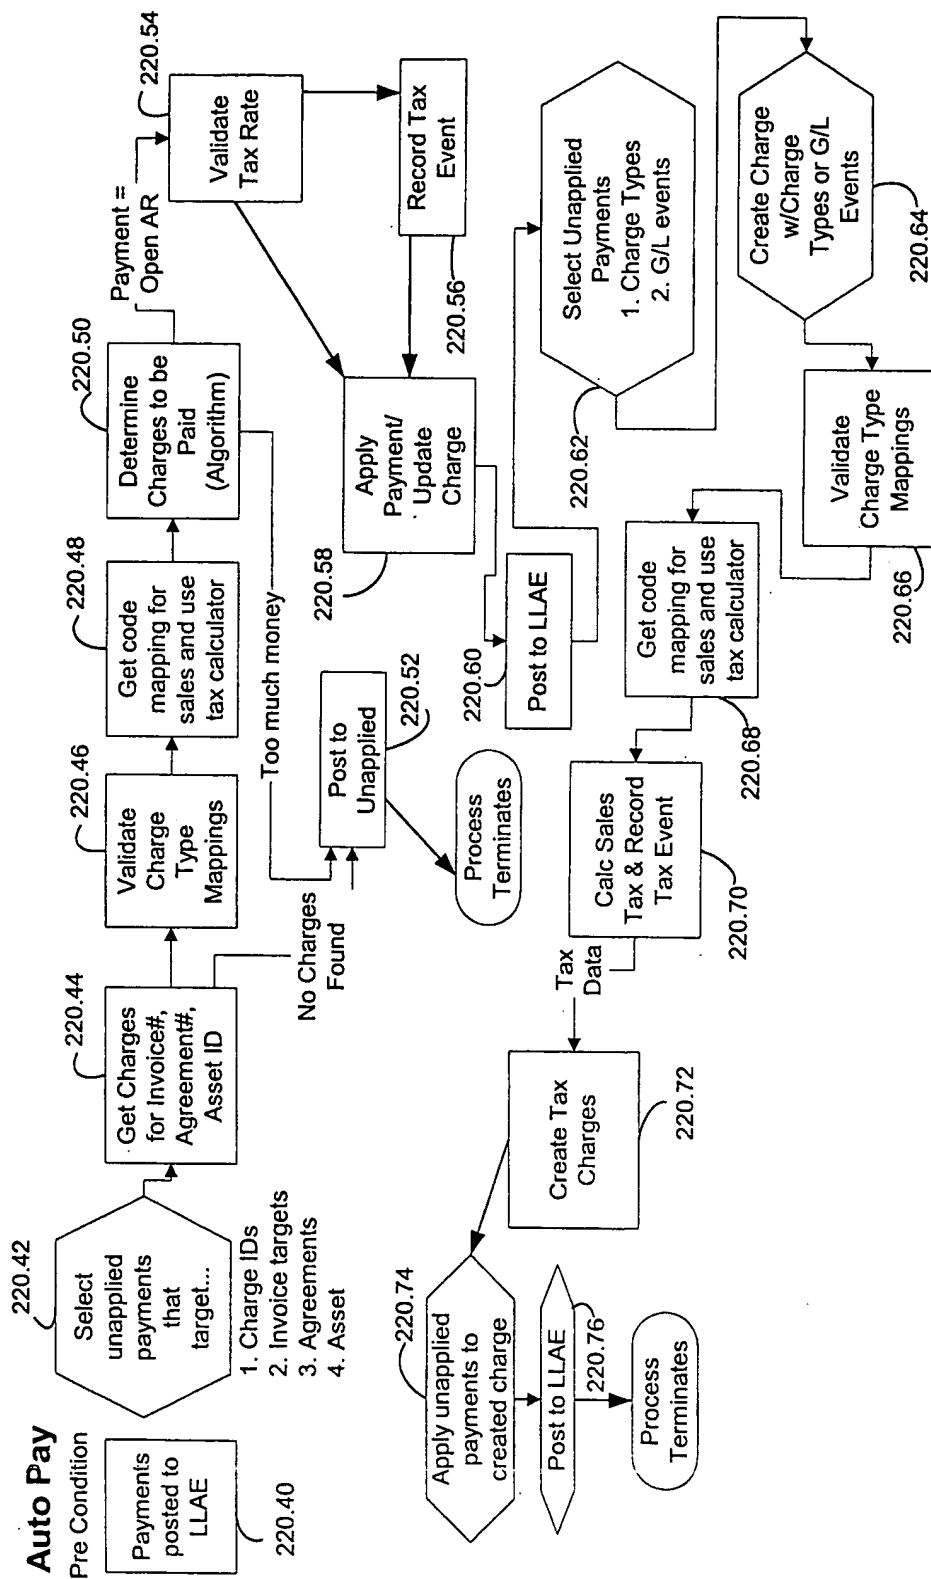 Auto Pay
Pre Condition
Payments
posted to
LLAE
220.40
220.42
Select
unapplied
payments
that
target...
1. Charge IDs
2. Invoice targets
3. Agreements
4. Asset
220.44
Get Charges
for Invoice#,
Agreement#,
Asset ID
No Charges
Found
220.46
Validate
Charge
Type
Mappings
220.48
Get code
mapping for
sales and use
tax calculator
220.50
Determine
Charges to be
Paid
(Algorithm)
Too much money
Payment =
Open AR
220.52
Post to
Unapplied
Process
Terminates
220.54
Validate
Tax Rate
Record Tax
Event
220.56
Apply
Payment/
Update
Charge
220.58
220.60
Post to LLAE
Select Unapplied
Payments
1. Charge Types
2. G/L events
220.62
Create Charge
w/Charge
Types or G/L
Events
220.64
Validate
Charge Type
Mappings
220.66
Get code
mapping for
sales and use
tax calculator
220.68
Calc Sales
Tax & Record
Tax Event
220.70
Tax
Data
Create Tax
Charges
220.72
220.74
Apply unapplied
payments to
created charge
Post to LLAE
220.76
Process
Terminates